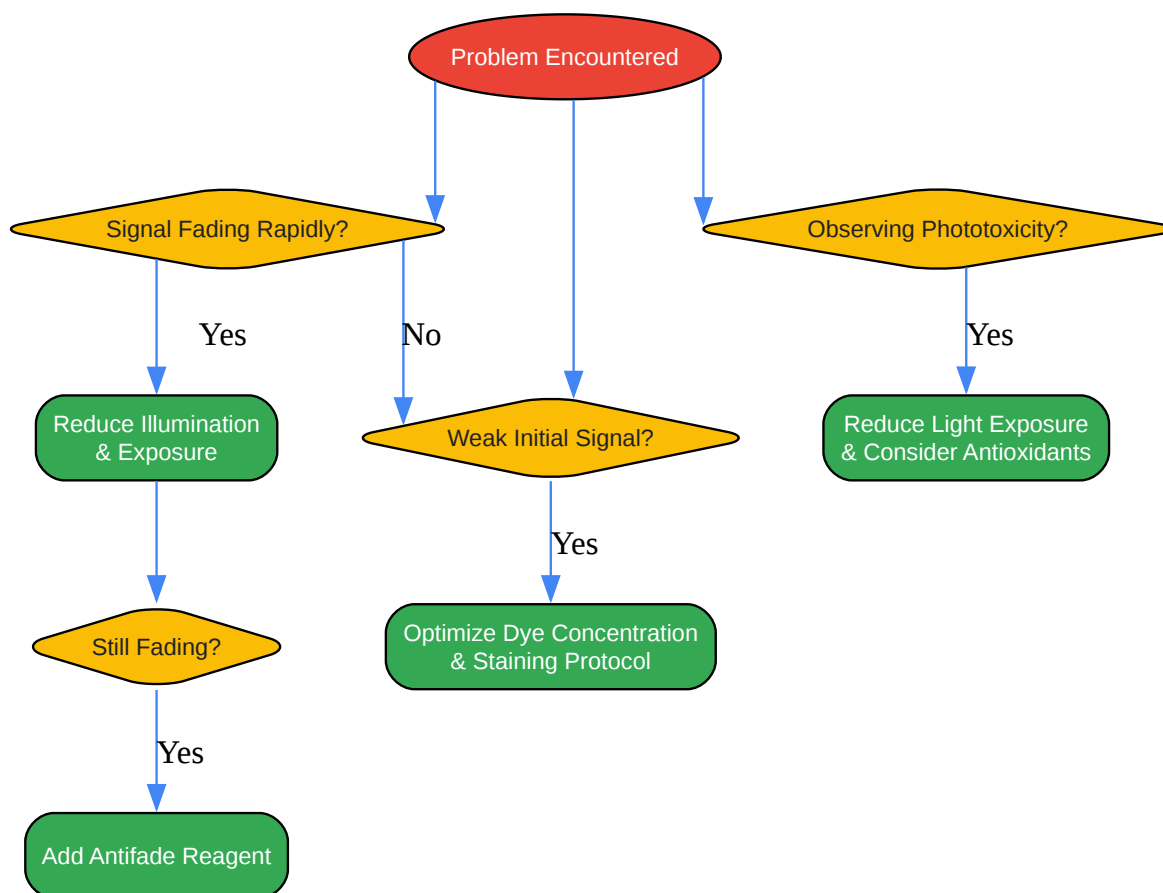 Problem Encountered
Signal Fading Rapidly?
Observing Phototoxicity?
Yes
No
Yes
Reduce Illumination
& Exposure
Weak Initial Signal?
Reduce Light Exposure
& Consider Antioxidants
Yes
Still Fading?
Optimize Dye Concentration
& Staining Protocol
Yes
Add Antifade Reagent